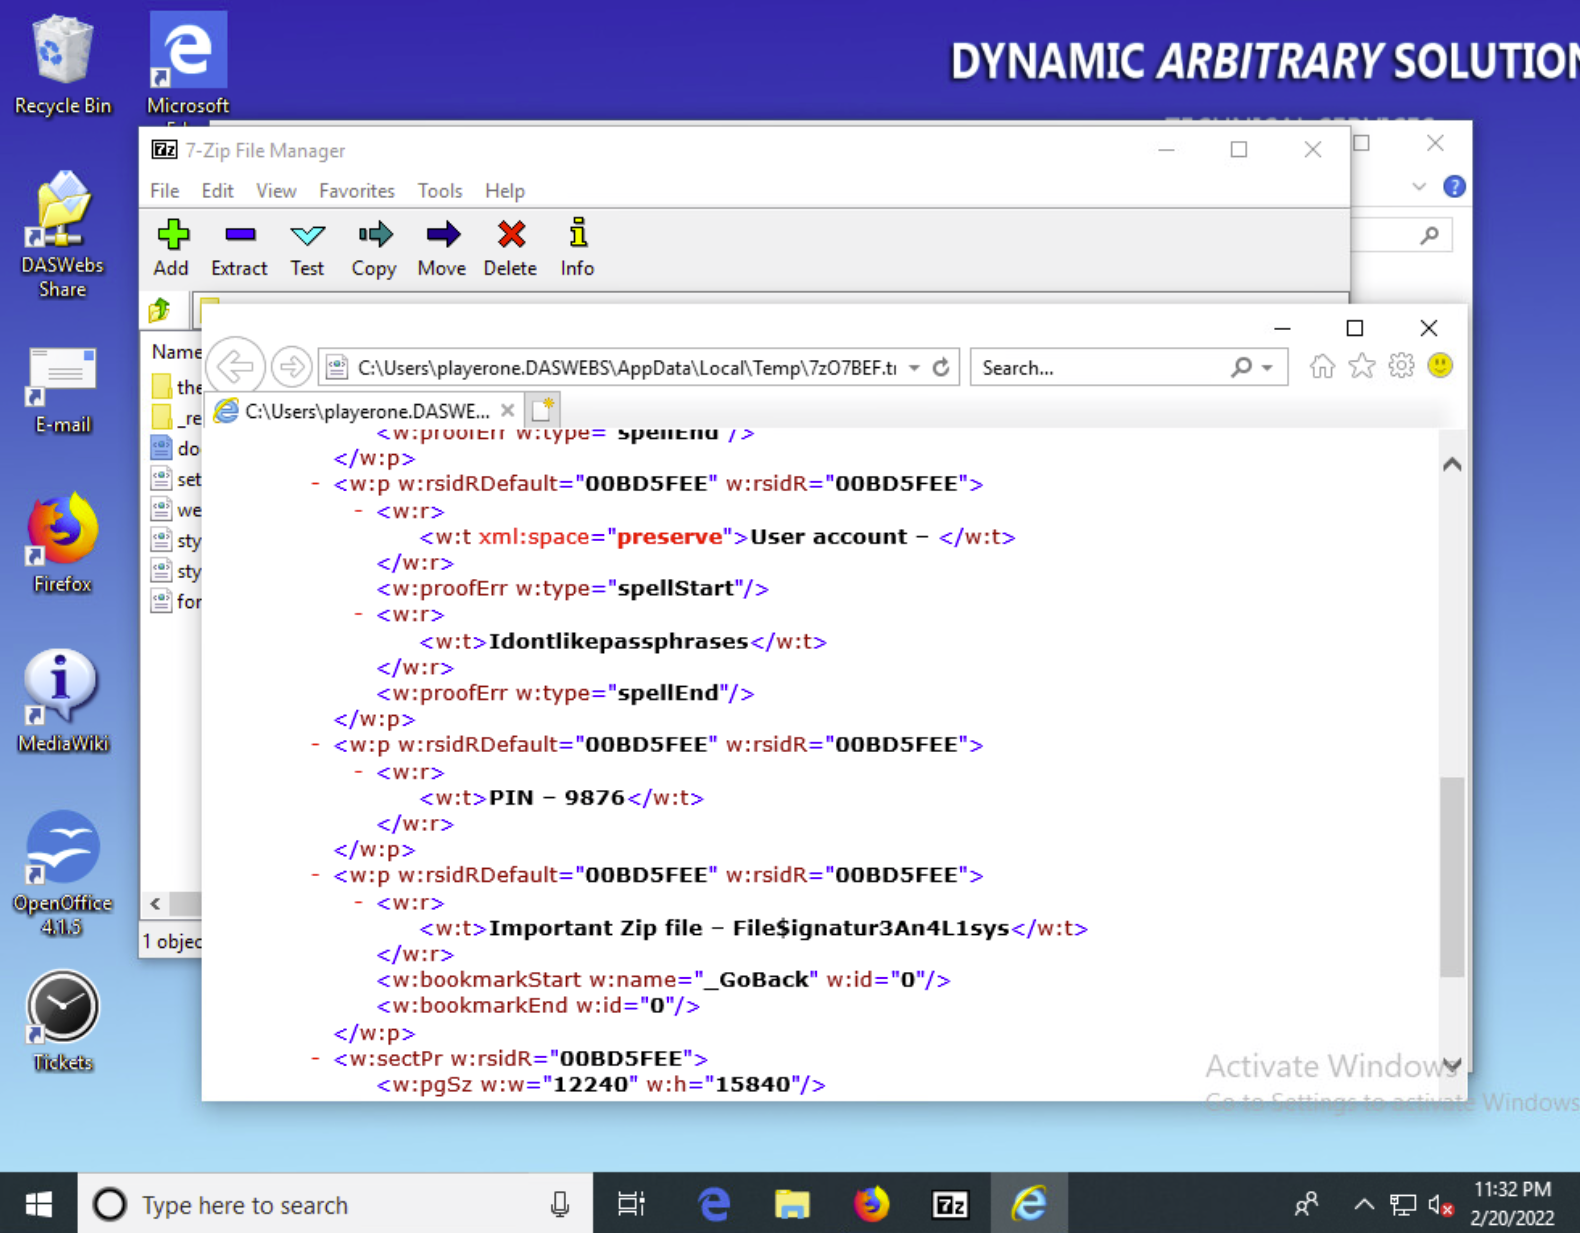 DYNAMIC ARBITRARY SOLUTION
Recycle Bin
Microsoft
7-Zip File Manager
File Edit View Favorites Tools Help
Add Extract Test Copy Move Delete Info
DASWebs
Share
Name
the
_re
do
set
we
sty
sty
for
C:\Users\playerone.DASWEBS\AppData\Local\Temp\7zO7BEF.t
Search...
C:\Users\playerone.DASWE...
E-mail
Firefox
MediaWiki
OpenOffice
4.1.5
Tickets
1 objec
<w:proofErr w:type="spellEnd"/>
</w:p>
- <w:p w:rsidRDefault="00BD5FEE" w:rsidR="00BD5FEE">
- <w:r>
<w:t xml:space="preserve">User account – </w:t>
</w:r>
<w:proofErr w:type="spellStart"/>
- <w:r>
<w:t>Idontlikepassphrases</w:t>
</w:r>
<w:proofErr w:type="spellEnd"/>
</w:p>
- <w:p w:rsidRDefault="00BD5FEE" w:rsidR="00BD5FEE">
- <w:r>
<w:t>PIN – 9876</w:t>
</w:r>
</w:p>
- <w:p w:rsidRDefault="00BD5FEE" w:rsidR="00BD5FEE">
- <w:r>
<w:t>Important Zip file – File$ignatur3An4L1sys</w:t>
</w:r>
<w:bookmarkStart w:name="_GoBack" w:id="0"/>
<w:bookmarkEnd w:id="0"/>
</w:p>
- <w:sectPr w:rsidR="00BD5FEE">
<w:pgSz w:w="12240" w:h="15840"/>
Activate Windows
Go to Settings to activate Windows
Type here to search
11:32 PM
2/20/2022